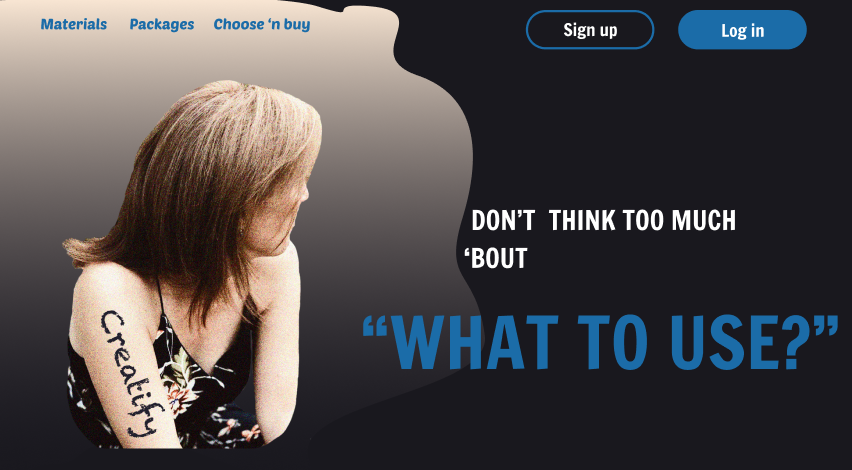 Materials Packages Choose ‘n buy Sign up Log in
DON’T THINK TOO MUCH
‘BOUT
“WHAT TO USE?”
Creatify